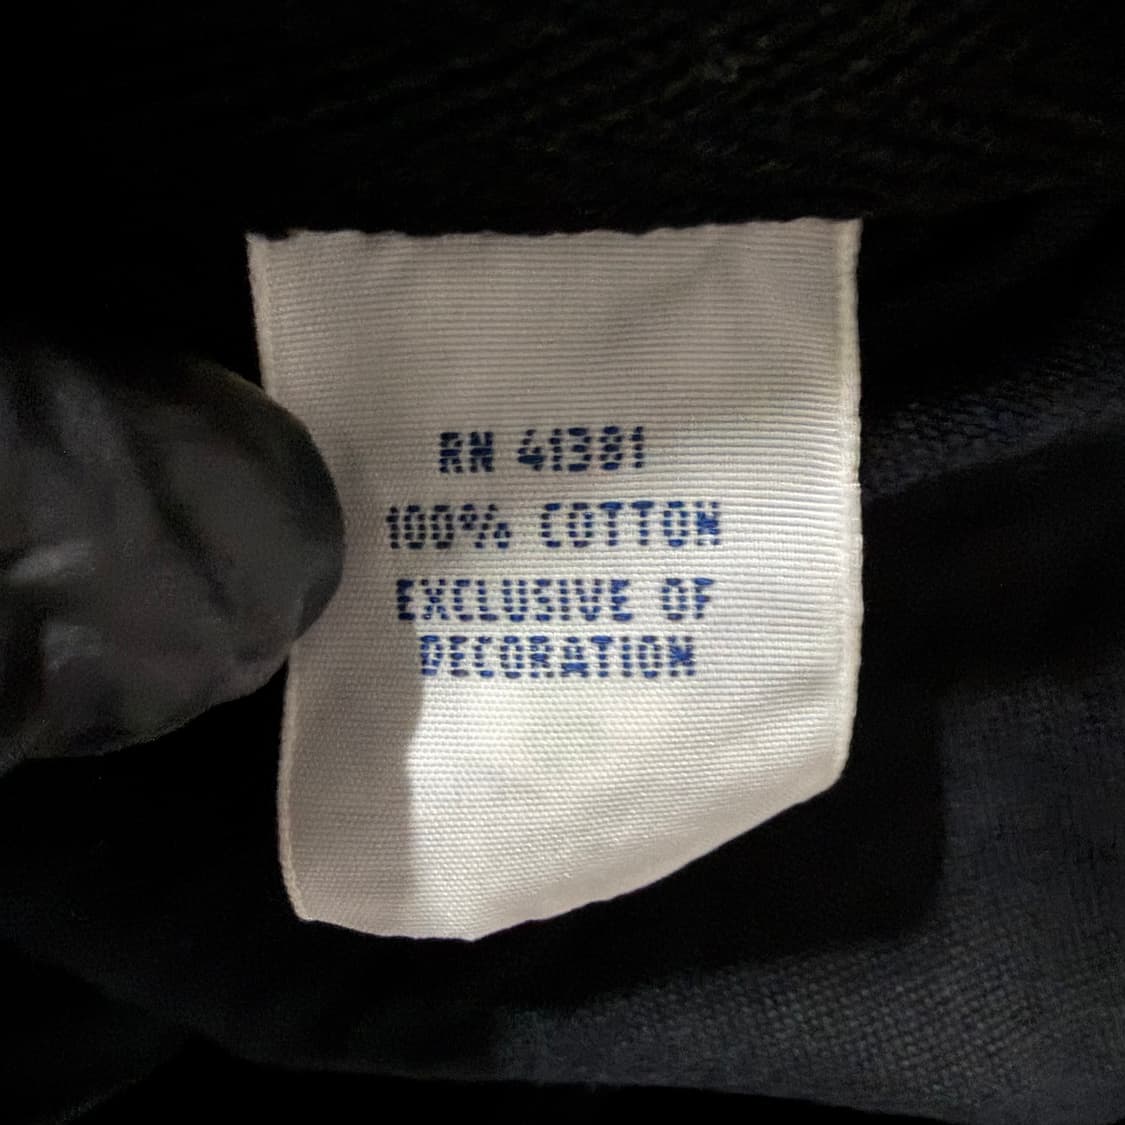 RN 41381
100% COTTON
EXCLUSIVE OF
DECORATION